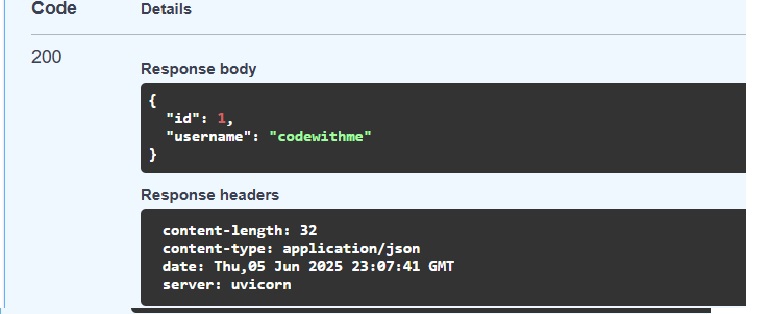 Code Details
200
Response body
{
  "id": 1,
  "username": "codewithme"
}
Response headers
content-length: 32
content-type: application/json
date: Thu,05 Jun 2025 23:07:41 GMT
server: uvicorn